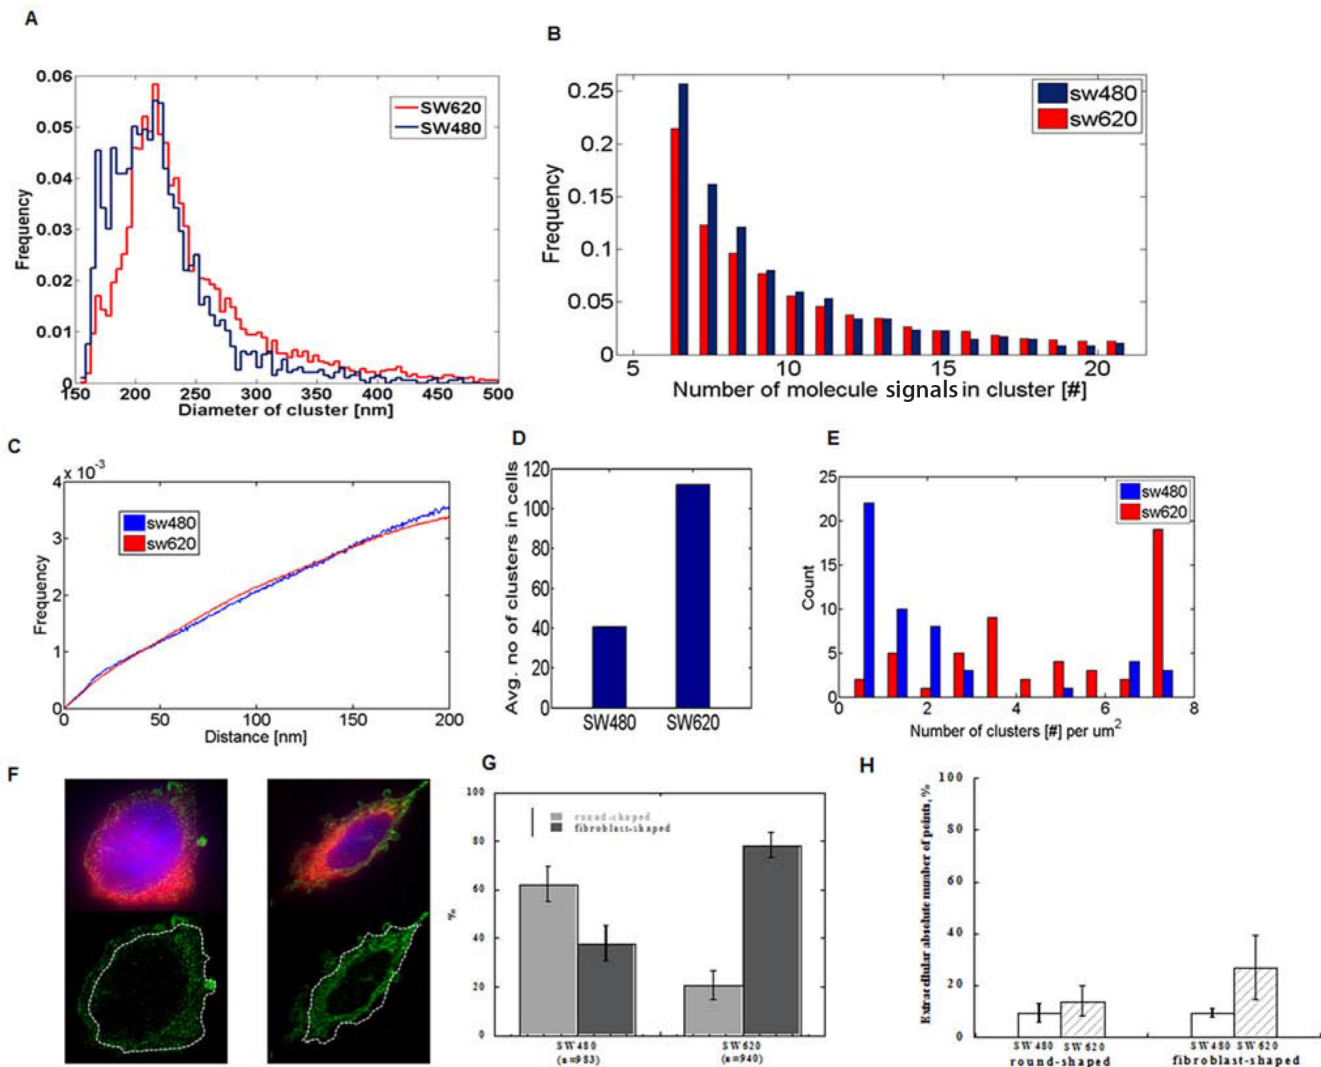 A
0.06
0.05
0.04
0.03
0.02
0.01
0
Frequency
SW620
SW480
150 200 250 300 350 400 450 500
Diameter of cluster [nm]
B
0.25
0.2
0.15
0.1
0.05
0
Frequency
sw480
sw620
5 10 15 20
Number of molecule signals in cluster [#]
C
x 10-3
4
3
2
1
0
Frequency
sw480
sw620
0 50 100 150 200
Distance [nm]
D
120
100
80
60
40
20
0
Avg. no of clusters in cells
SW480 SW620
E
25
20
15
10
5
0
Count
sw480
sw620
0 2 4 6 8
Number of clusters [#] per um2
F
G
100
80
60
40
20
0
%
round-shaped
fibroblast-shaped
SW480 SW620
(n=983) (n=940)
H
100
80
60
40
20
0
Extracellular absolute number of points, %
SW480 SW620 SW480 SW620
round-shaped fibroblast-shaped